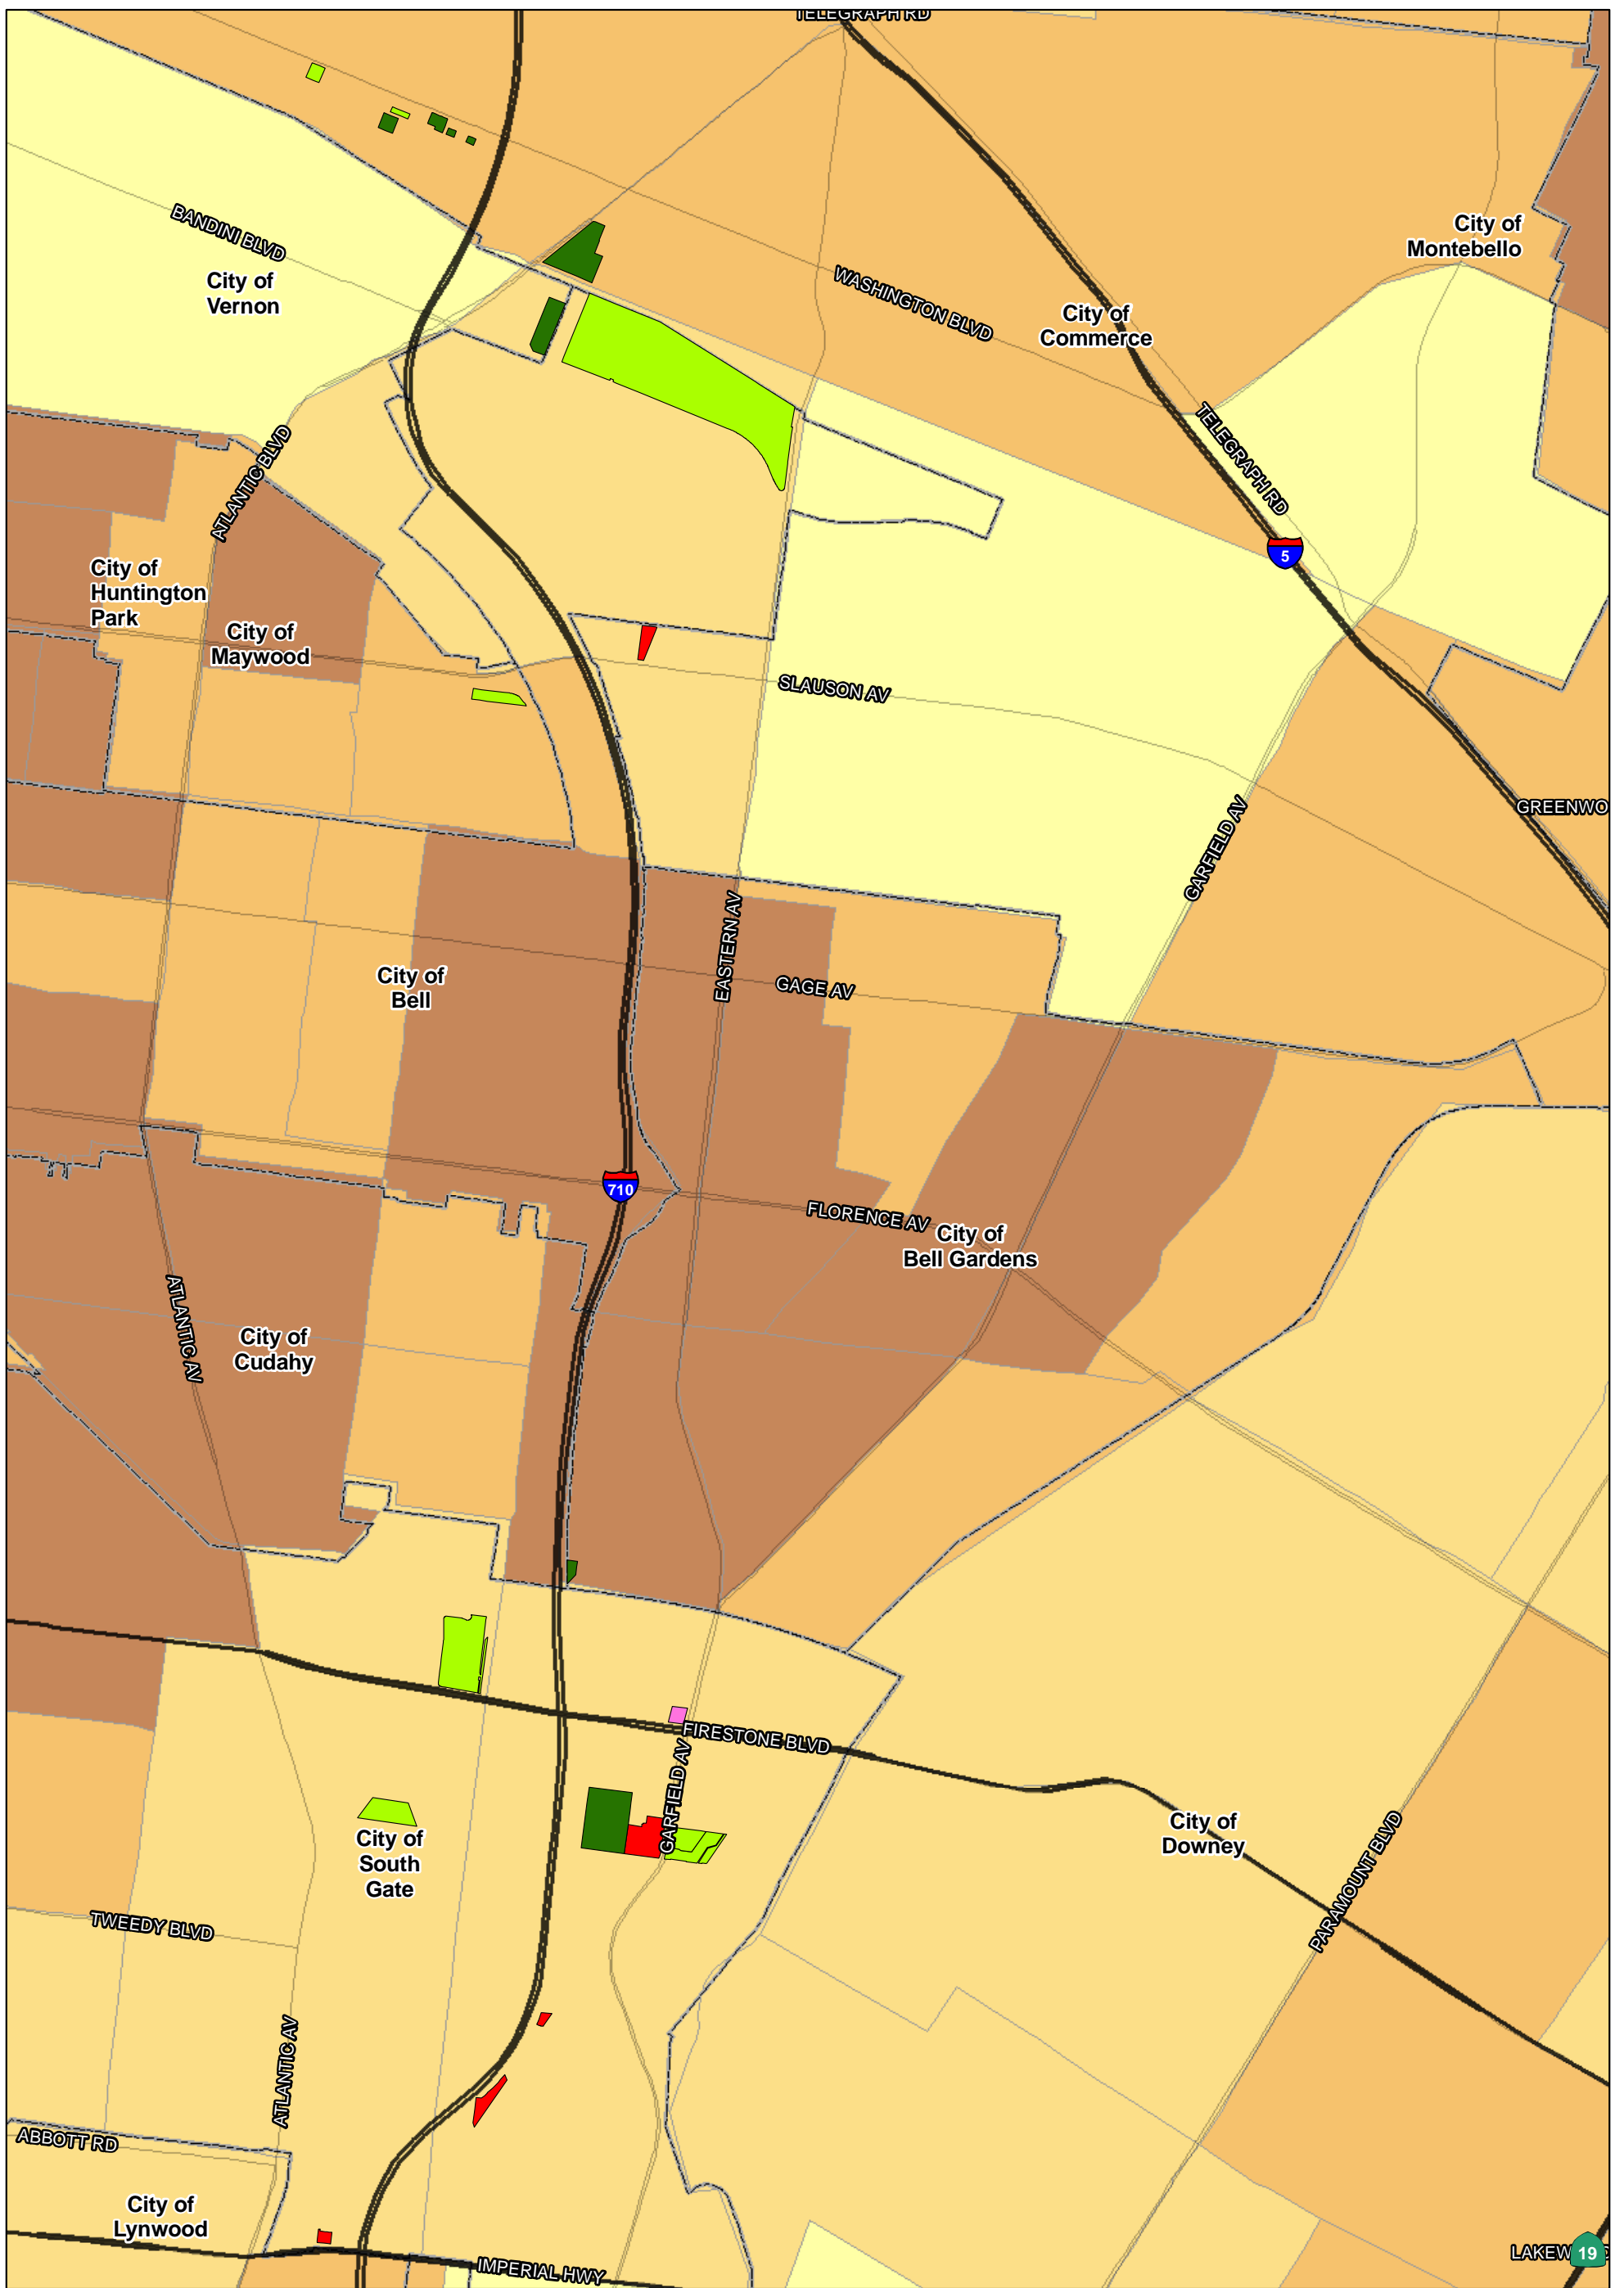 TELEGRAPH RD
BANDINI BLVD
City of
Vernon
City of
Montebello
WASHINGTON BLVD
City of
Commerce
TELEGRAPH RD
ATLANTIC BLVD
5
City of
Huntington
Park
City of
Maywood
SLAUSON AV
GREENWO
GARFIELD AV
EASTERN AV
City of
Bell
GAGE AV
710
FLORENCE AV
City of
Bell Gardens
ATLANTIC AV
City of
Cudahy
FIRESTONE BLVD
GARFIELD AV
City of
South
Gate
City of
Downey
PARAMOUNT BLVD
TWEEDY BLVD
ATLANTIC AV
ABBOTT RD
City of
Lynwood
IMPERIAL HWY
LAKEW
19